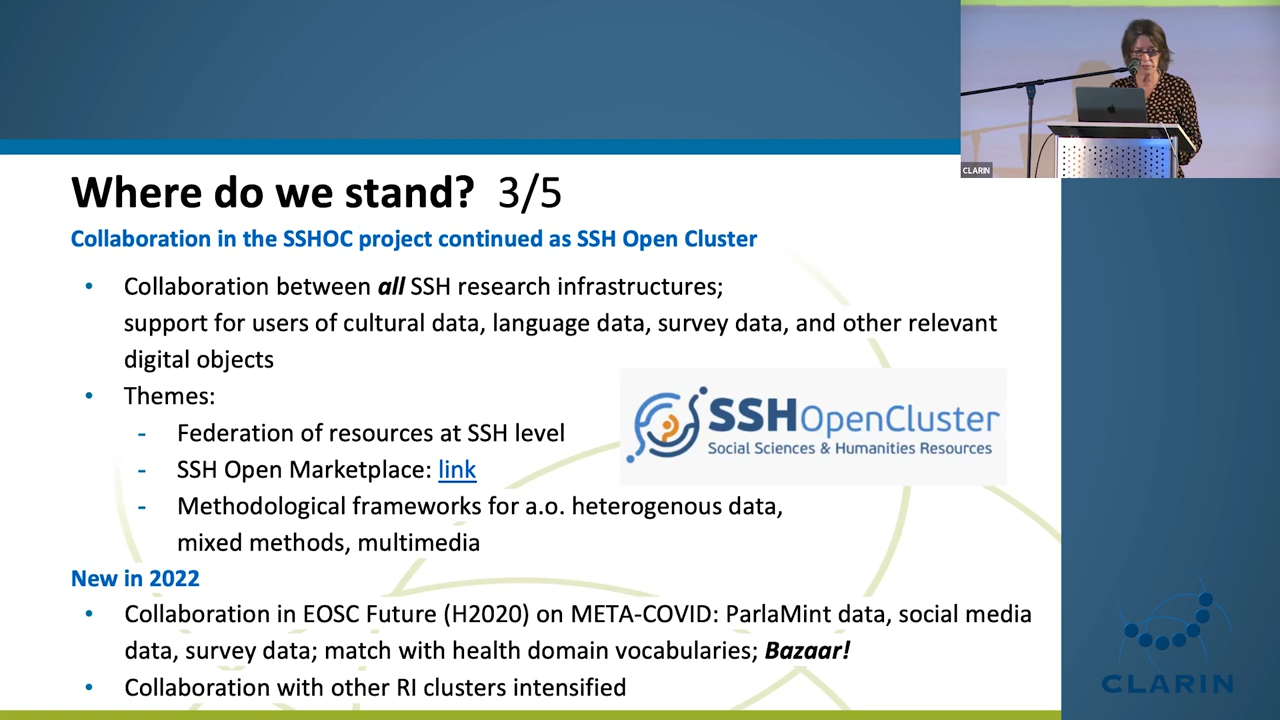 CLARIN
Where do we stand? 3/5
Collaboration in the SSHOC project continued as SSH Open Cluster
• Collaboration between all SSH research infrastructures;
support for users of cultural data, language data, survey data, and other relevant
digital objects
• Themes:
- Federation of resources at SSH level
- SSH Open Marketplace: link
- Methodological frameworks for a.o. heterogenous data,
mixed methods, multimedia
SSHOpenCluster
Social Sciences & Humanities Resources
New in 2022
• Collaboration in EOSC Future (H2020) on META-COVID: ParlaMint data, social media
data, survey data; match with health domain vocabularies; Bazaar!
• Collaboration with other RI clusters intensified
CLARIN